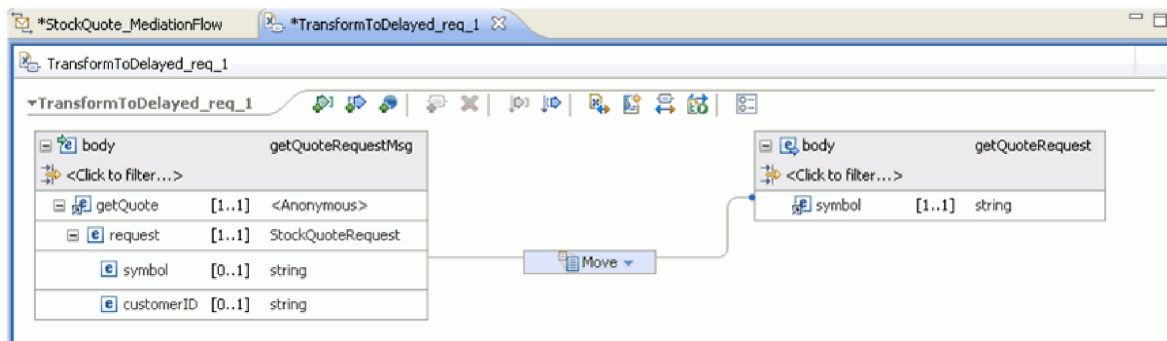 *StockQuote_MediationFlow *TransformToDelayed_req_1
TransformToDelayed_req_1
TransformToDelayed_req_1
body getQuoteRequestMsg
<Click to filter...>
getQuote [1..1] <Anonymous>
request [1..1] StockQuoteRequest
symbol [0..1] string
customerID [0..1] string
Move
body getQuoteRequest
<Click to filter...>
symbol [1..1] string